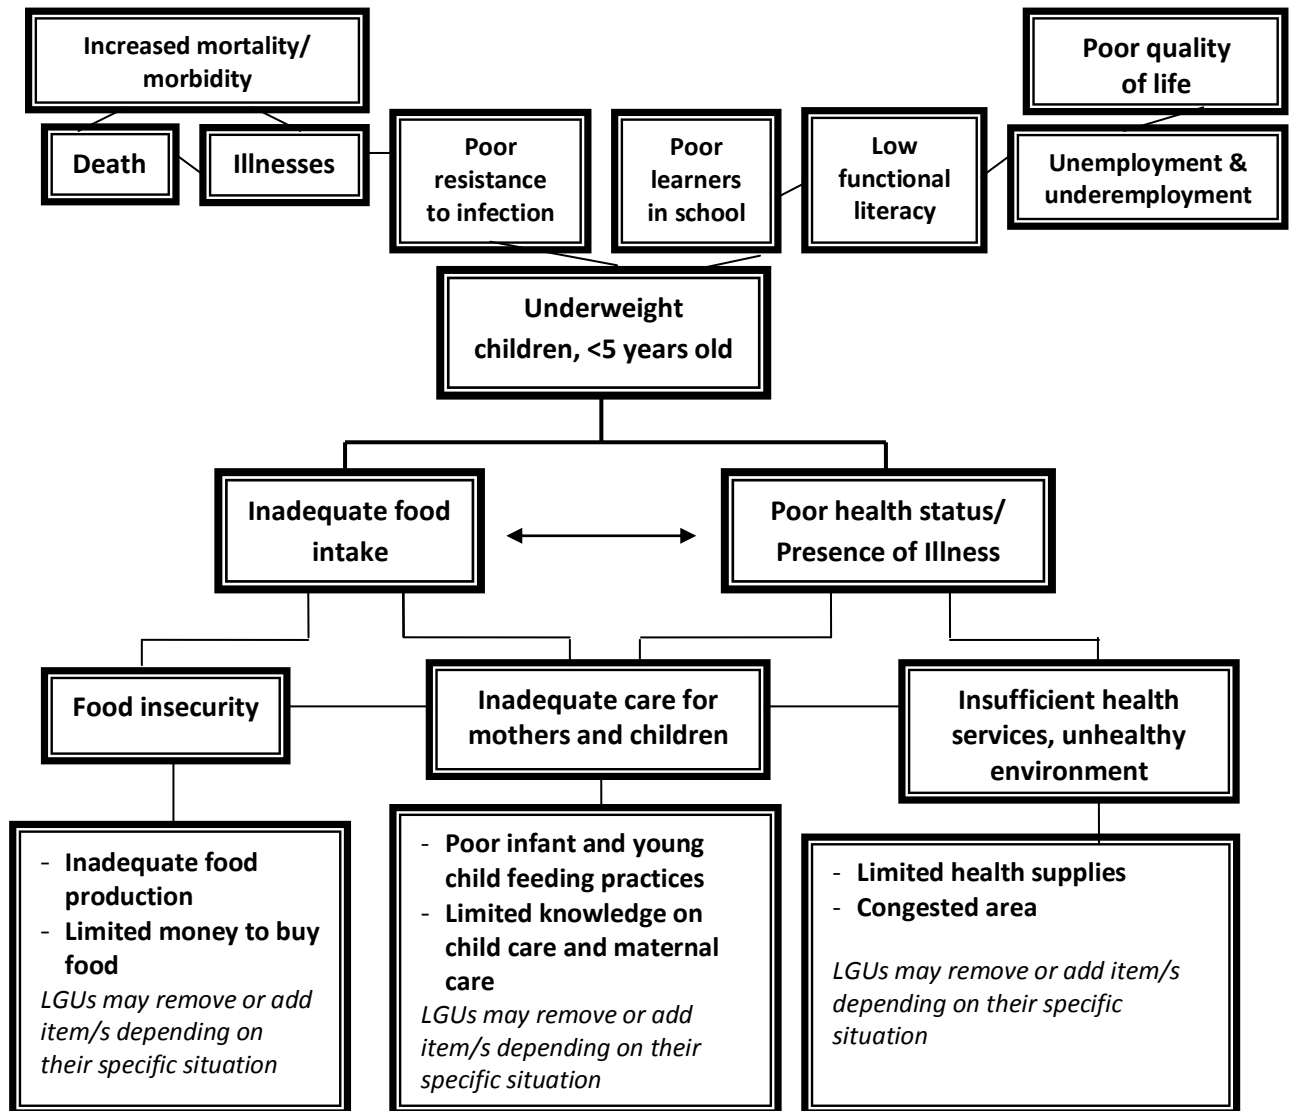 Increased mortality/
morbidity
Poor quality
of life
Death
Illnesses
Poor
resistance
to infection
Poor
learners
in school
Low
functional
literacy
Unemployment &
underemployment
Underweight
children, <5 years old
Inadequate food
intake
Poor health status/
Presence of Illness
Food insecurity
Inadequate care for
mothers and children
Insufficient health
services, unhealthy
environment
- Inadequate food
production
- Limited money to buy
food
LGUs may remove or add
item/s depending on
their specific situation
- Poor infant and young
child feeding practices
- Limited knowledge on
child care and maternal
care
LGUs may remove or add
item/s depending on their
specific situation
- Limited health supplies
- Congested area
LGUs may remove or add item/s
depending on their specific
situation